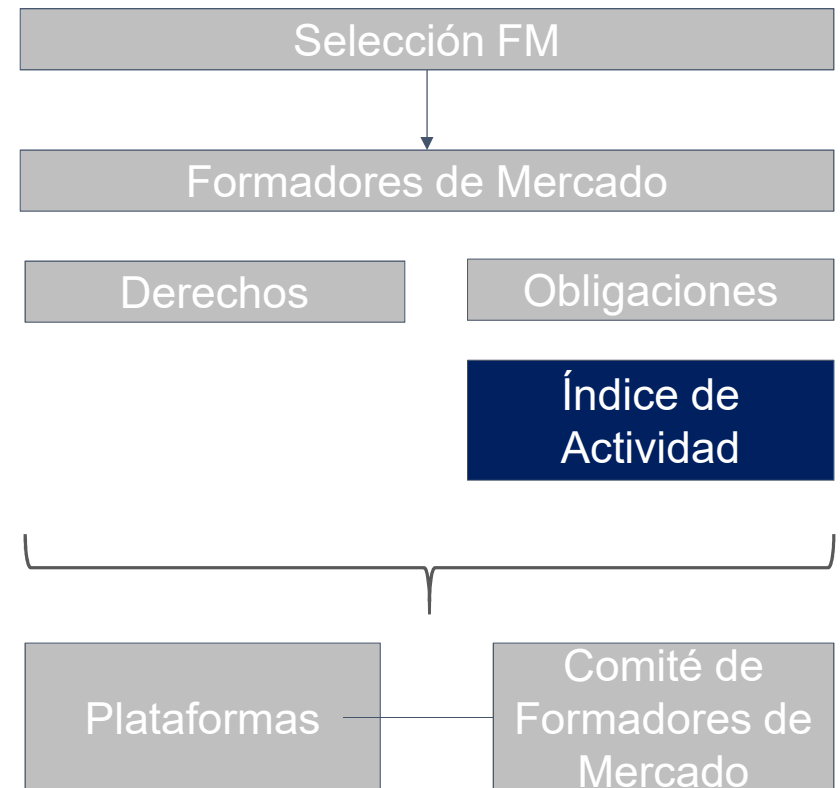 Selección FM
Formadores de Mercado
Derechos
Obligaciones
Índice de
Actividad
Plataformas
Comité de
Formadores de
Mercado